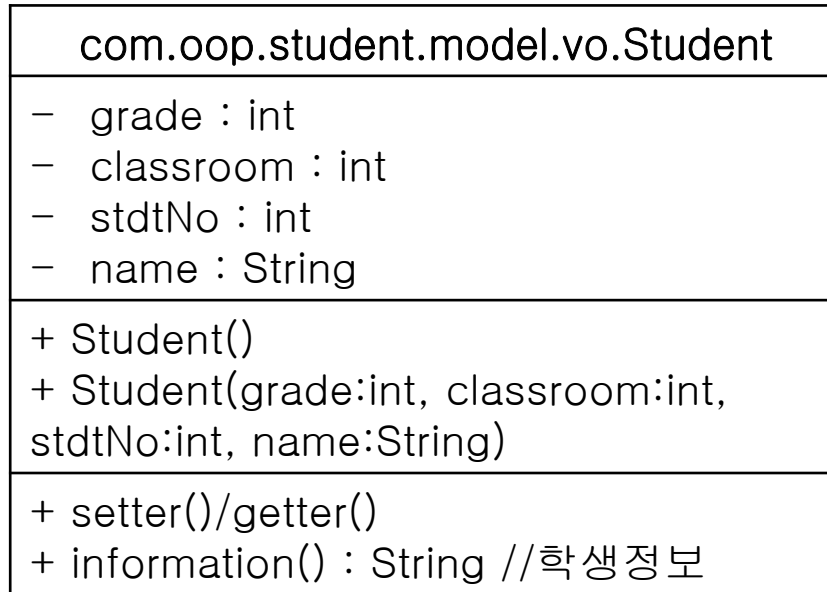 com.oop.student.model.vo.Student
- grade : int
- classroom : int
- stdtNo : int
- name : String
+ Student()
+ Student(grade:int, classroom:int,
stdtNo:int, name:String)
+ setter()/getter()
+ information() : String //학생정보